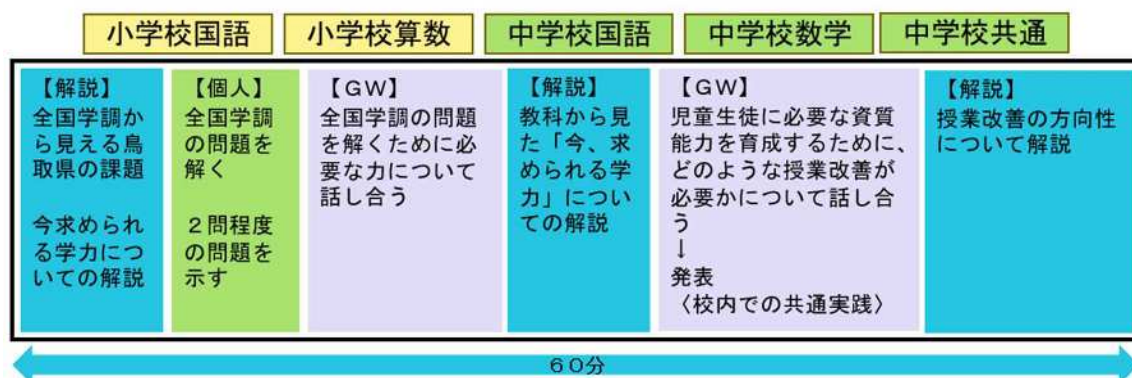 小学校国語
小学校算数
中学校国語
中学校数学
中学校共通
【解説】
全国学調か
ら見える鳥
取県の課題
今求められ
る学力につ
いての解説
【個人】
全国学調
の問題を
解く
２問程度
の問題を
示す
【ＧＷ】
全国学調の問題
を解くために必
要な力について
話し合う
【解説】
教科から見
た「今、求
められる学
力」につい
ての解説
【ＧＷ】
児童生徒に必要な資質
能力を育成するために、
どのような授業改善が
必要かについて話し合
う
↓
発表
〈校内での共通実践〉
【解説】
授業改善の方向性
について解説
６０分